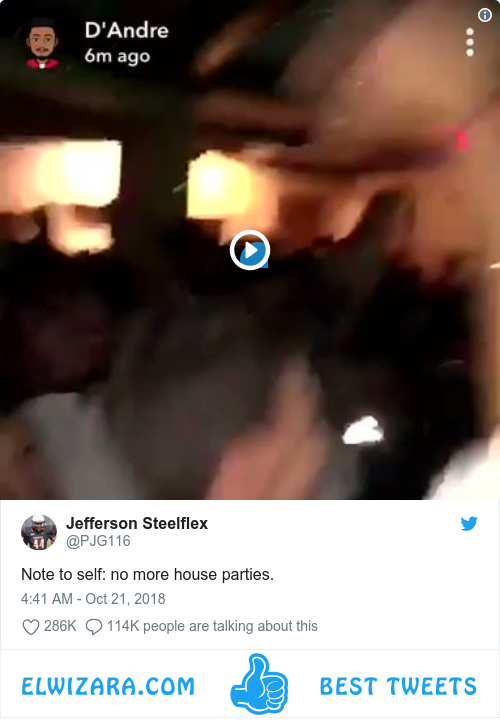 D'Andre
6m ago
Jefferson Steelflex
@PJG116
Note to self: no more house parties.
4:41 AM - Oct 21, 2018
286K 114K people are talking about this
ELWIZARA.COM BEST TWEETS